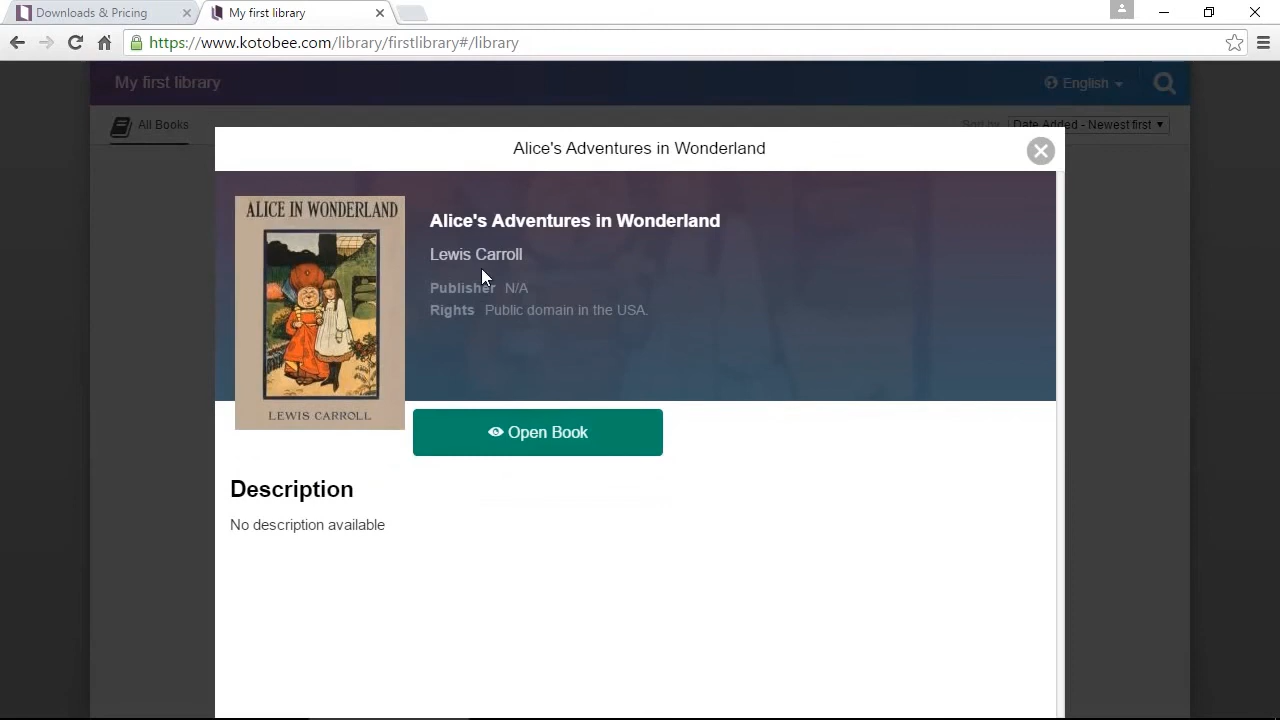 Downloads & Pricing
My first library
https://www.kotobee.com/library/firstlibrary#/library
My first library
English
All Books
Sort by Date Added - Newest first
Alice's Adventures in Wonderland
ALICE IN WONDERLAND
LEWIS CARROLL
Alice's Adventures in Wonderland
Lewis Carroll
Publisher N/A
Rights Public domain in the USA.
Open Book
Description
No description available